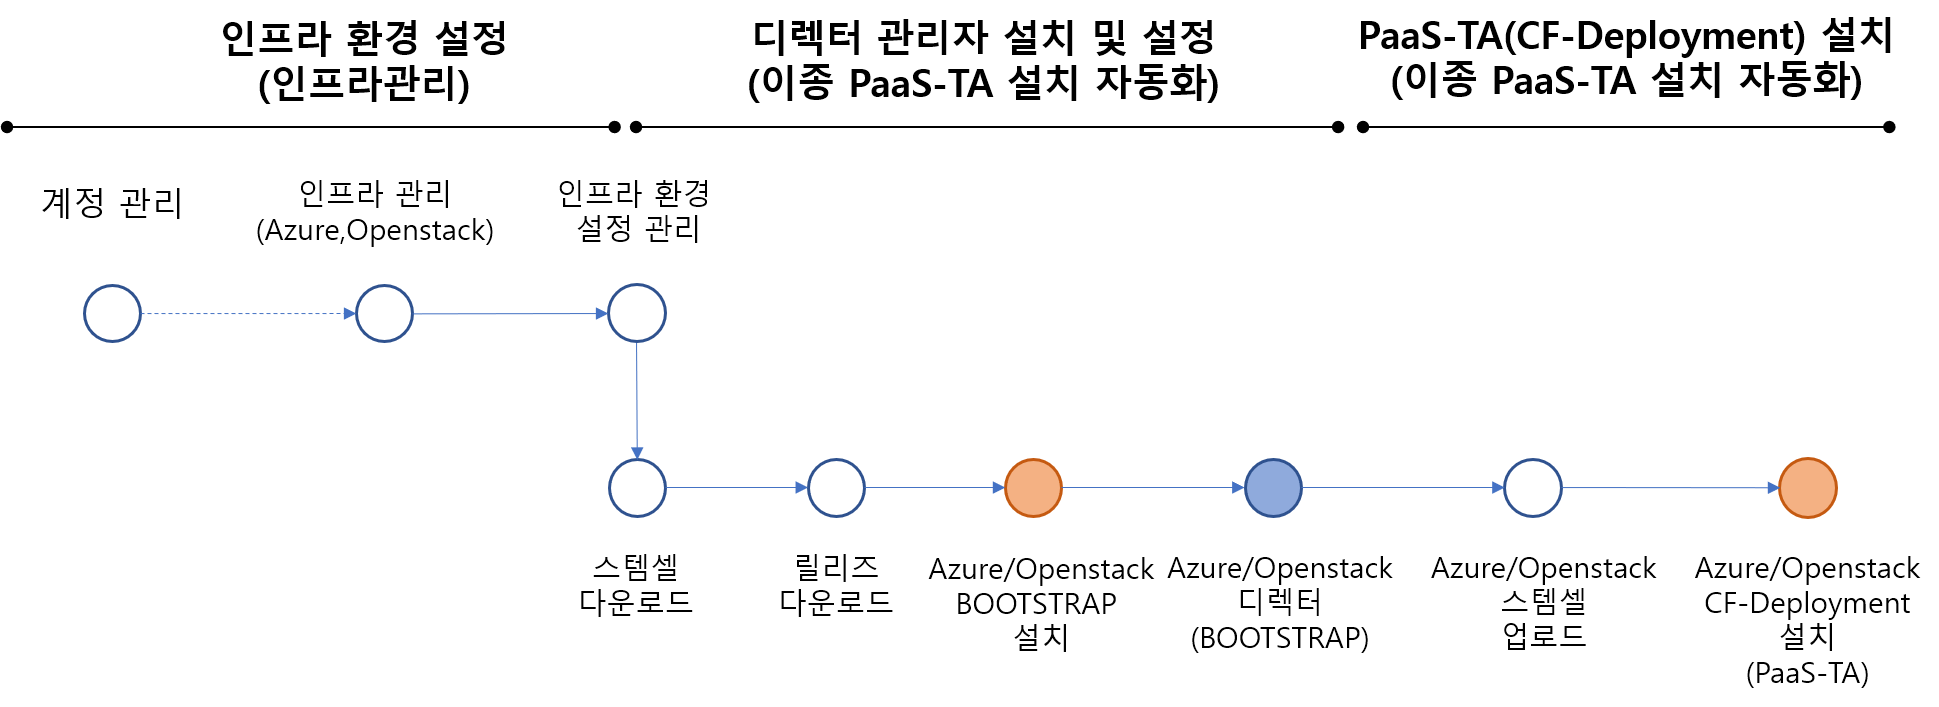 인프라 환경 설정
(인프라관리)
디렉터 관리자 설치 및 설정
(이종 PaaS-TA 설치 자동화)
PaaS-TA(CF-Deployment) 설치
(이종 PaaS-TA 설치 자동화)
계정 관리
인프라 관리
(Azure,Openstack)
인프라 환경
설정 관리
스템셀
다운로드
릴리즈
다운로드
Azure/Openstack
BOOTSTRAP
설치
Azure/Openstack
디렉터
(BOOTSTRAP)
Azure/Openstack
스템셀
업로드
Azure/Openstack
CF-Deployment
설치
(PaaS-TA)